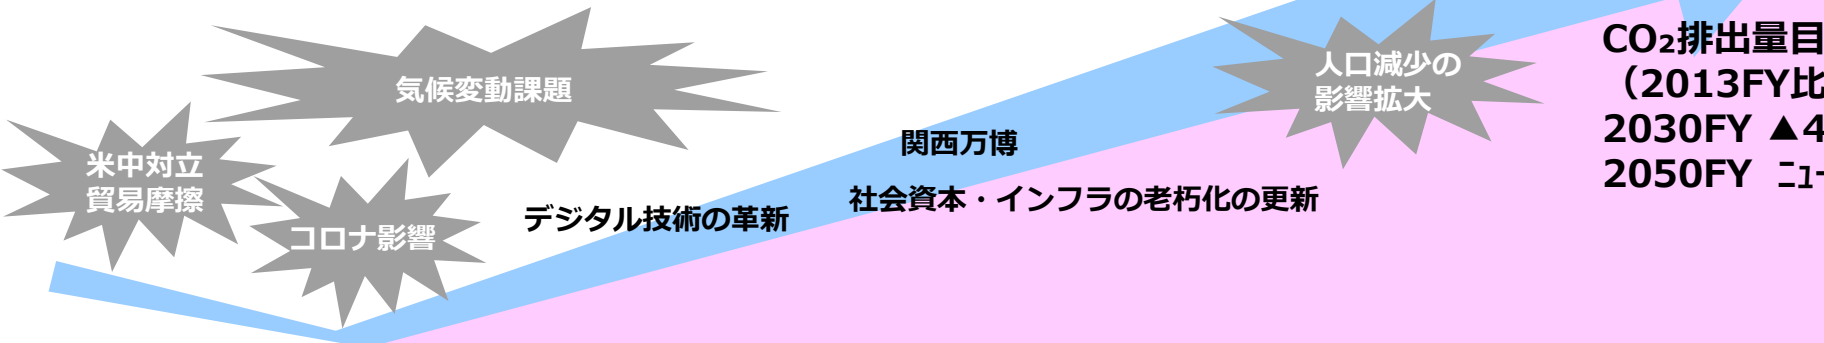 気候変動課題
米中対立
貿易摩擦
コロナ影響
デジタル技術の革新
関西万博
社会資本・インフラの老朽化の更新
人口減少の
影響拡大
CO₂排出量目
（2013FY比
2030FY ▲4
2050FY ﾆｭｰ